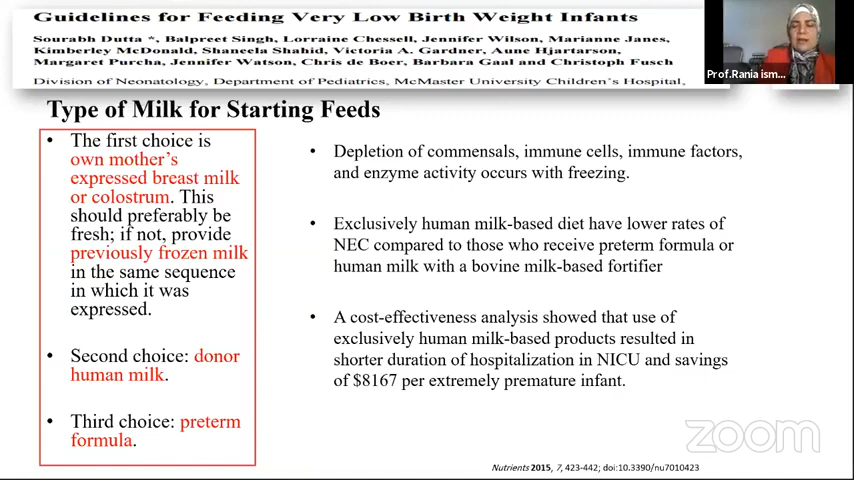 Guidelines for Feeding Very Low Birth Weight Infants
Sourabh Dutta *, Balpreet Singh, Lorraine Chessell, Jennifer Wilson, Marianne Janes,
Kimberley McDonald, Shaneela Shahid, Victoria A. Gardner, Aune Hjartarson,
Margaret Purcha, Jennifer Watson, Chris de Boer, Barbara Gaal and Christoph Fusch
Division of Neonatology, Department of Pediatrics, McMaster University Children's Hospital,
Prof.Rania ism...
Type of Milk for Starting Feeds
• The first choice is
own mother's
expressed breast milk
or colostrum. This
should preferably be
fresh; if not, provide
previously frozen milk
in the same sequence
in which it was
expressed.
• Second choice: donor
human milk.
• Third choice: preterm
formula.
• Depletion of commensals, immune cells, immune factors,
and enzyme activity occurs with freezing.
• Exclusively human milk-based diet have lower rates of
NEC compared to those who receive preterm formula or
human milk with a bovine milk-based fortifier
• A cost-effectiveness analysis showed that use of
exclusively human milk-based products resulted in
shorter duration of hospitalization in NICU and savings
of $8167 per extremely premature infant.
zoom
Nutrients 2015, 7, 423-442; doi:10.3390/nu7010423